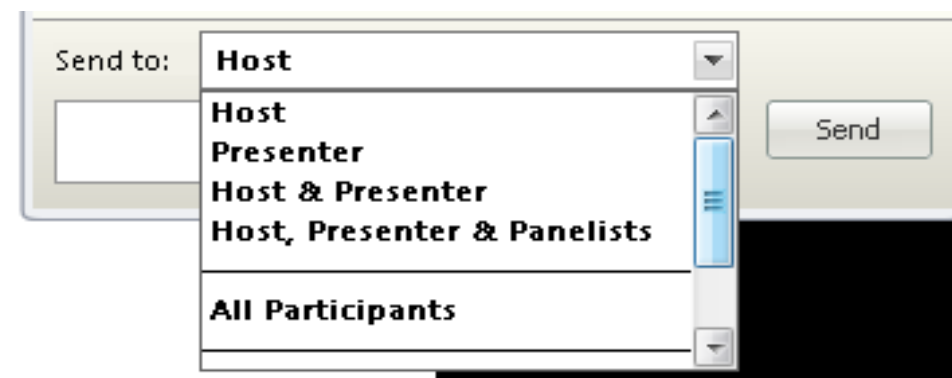 Send to: Host
Host
Presenter
Host & Presenter
Host, Presenter & Panelists
All Participants
Send